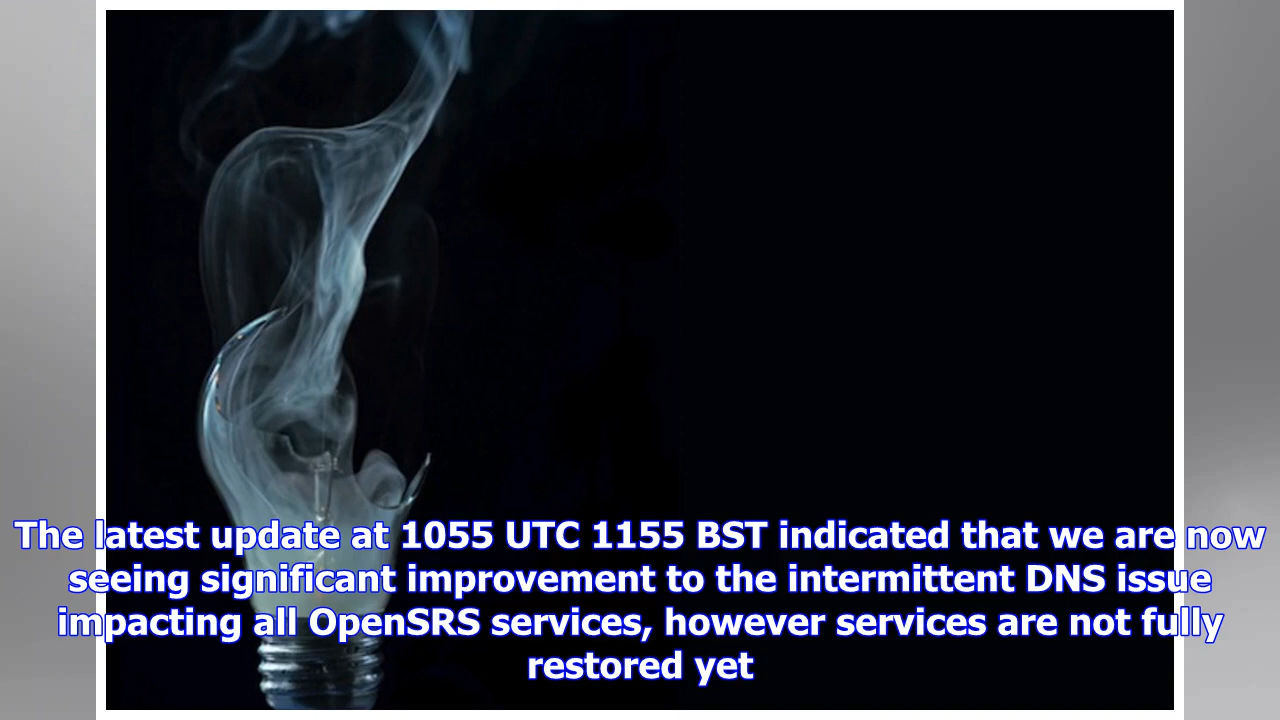 The latest update at 1055 UTC 1155 BST indicated that we are now
seeing significant improvement to the intermittent DNS issue
impacting all OpenSRS services, however services are not fully
restored yet